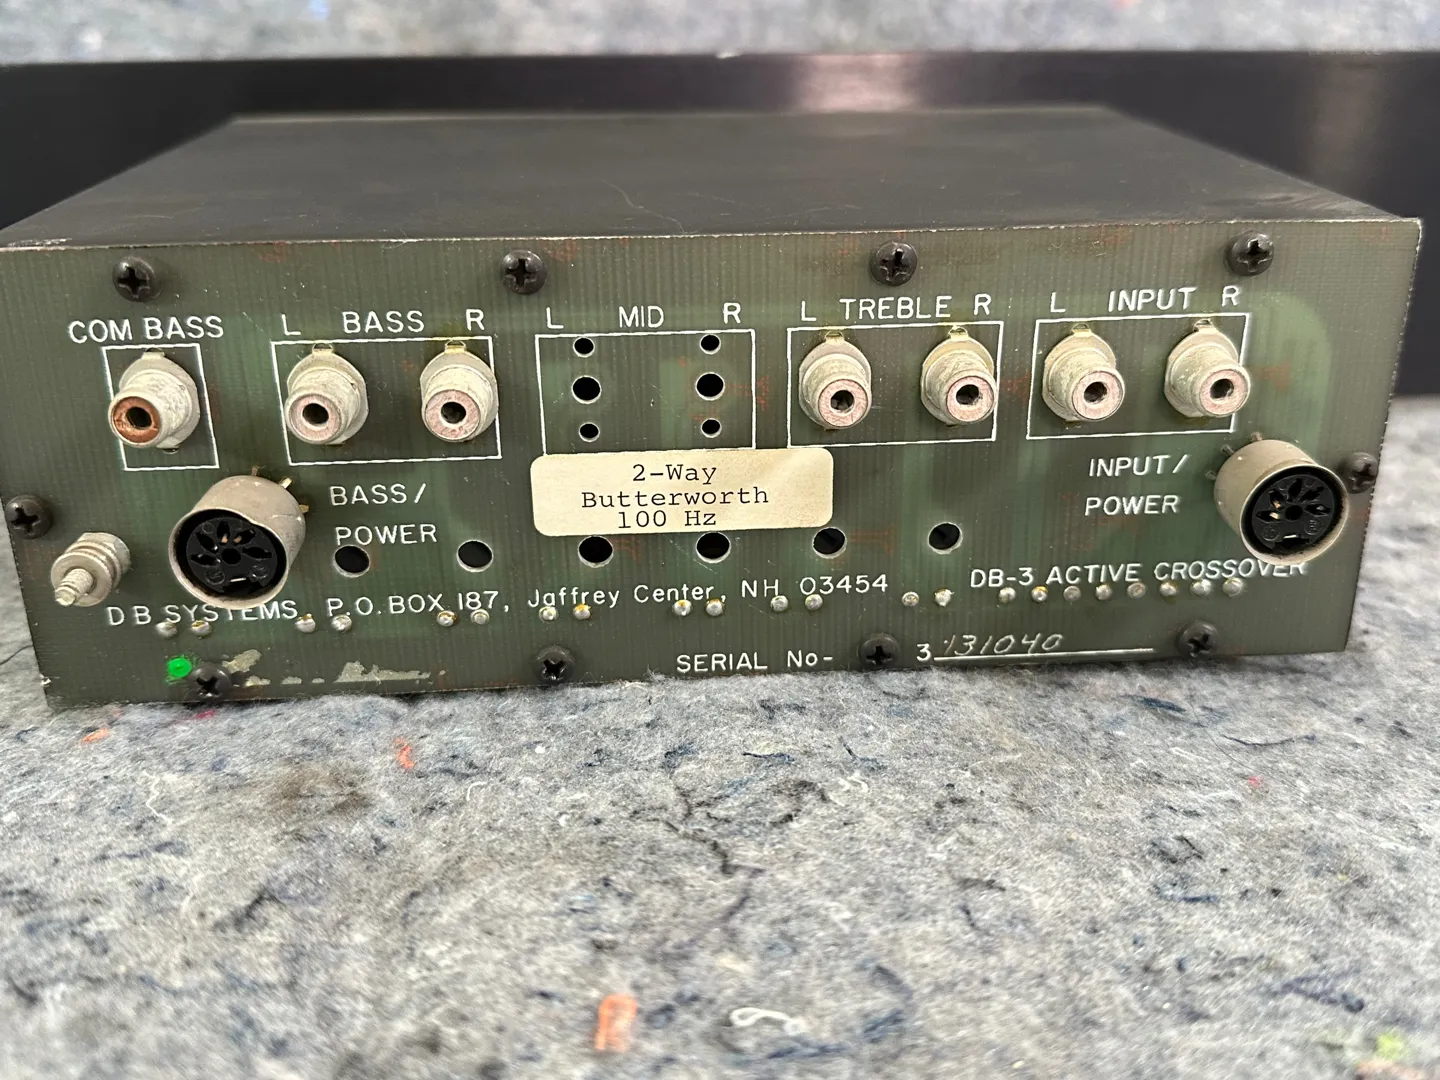 COM BASS
L BASS R
L MID R
L TREBLE R
L INPUT R
BASS/
POWER
2-Way
Butterworth
100 Hz
INPUT/
POWER
DB SYSTEMS, P.O. BOX 187, Jaffrey Center, NH 03454
DB-3 ACTIVE CROSSOVER
SERIAL No- 3 131040